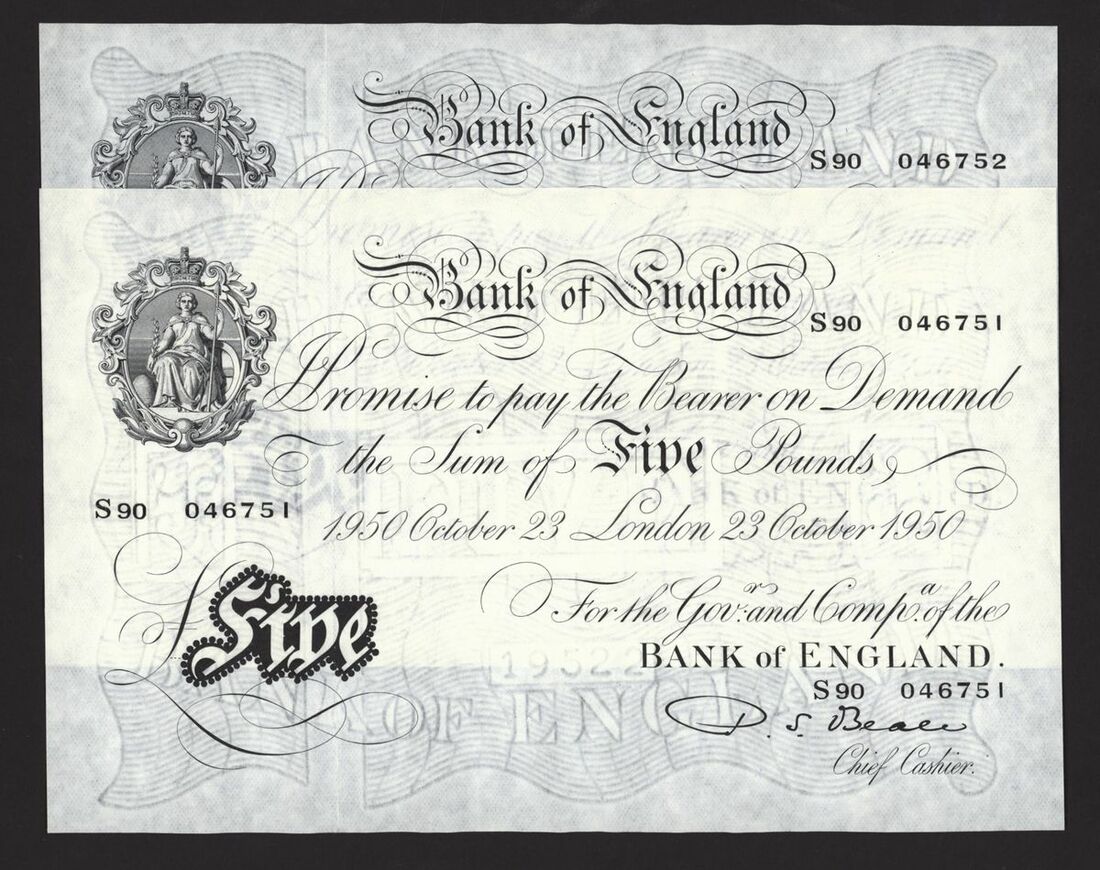 Bank of England
S90 046752
Bank of England
S90 046751
I Promise to pay the Bearer on Demand
the Sum of Five Pounds
S90 046751
1950 October 23 London 23 October 1950
For the Govr. and Compa. of the
£Five
BANK of ENGLAND.
S90 046751
P. S. Beale
Chief Cashier.